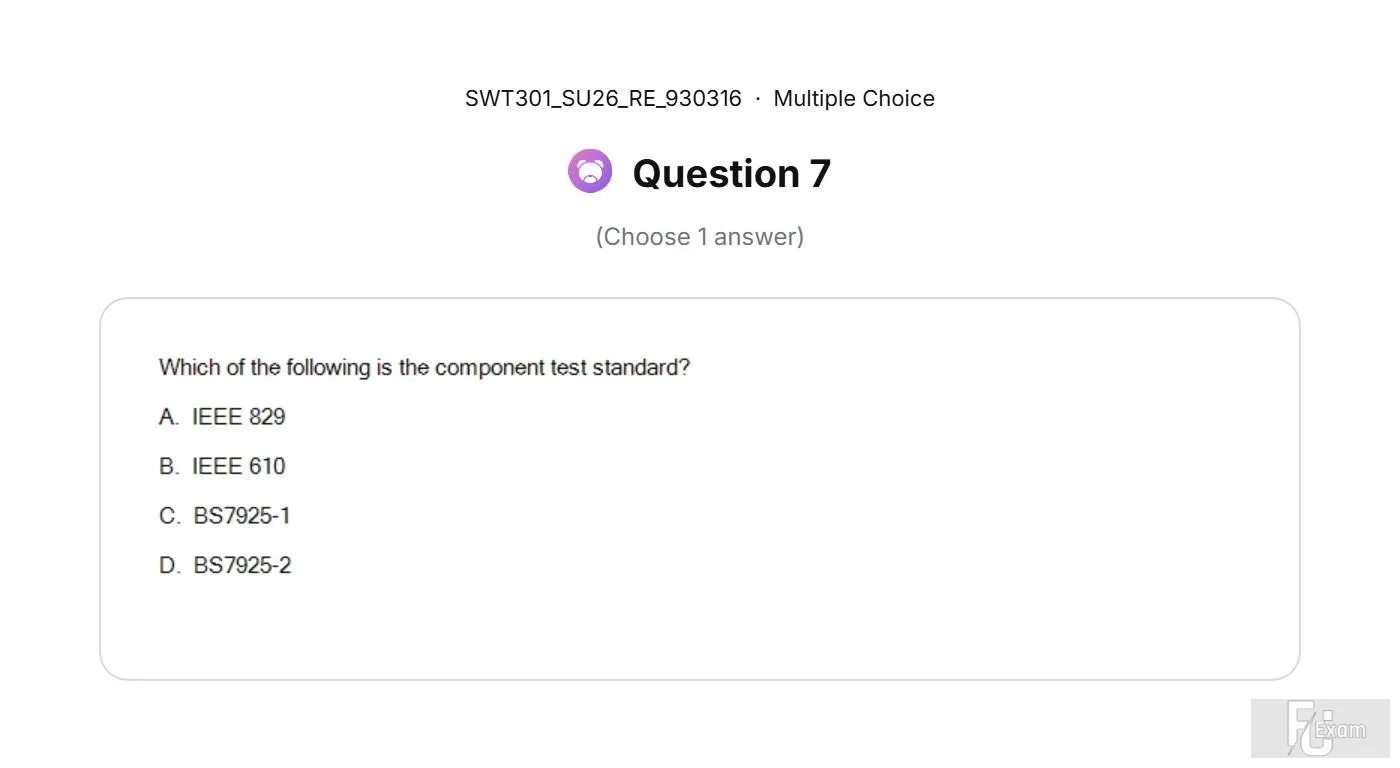 SWT301_SU26_RE_930316 · Multiple Choice
Question 7
(Choose 1 answer)
Which of the following is the component test standard?
A. IEEE 829
B. IEEE 610
C. BS7925-1
D. BS7925-2
Exam